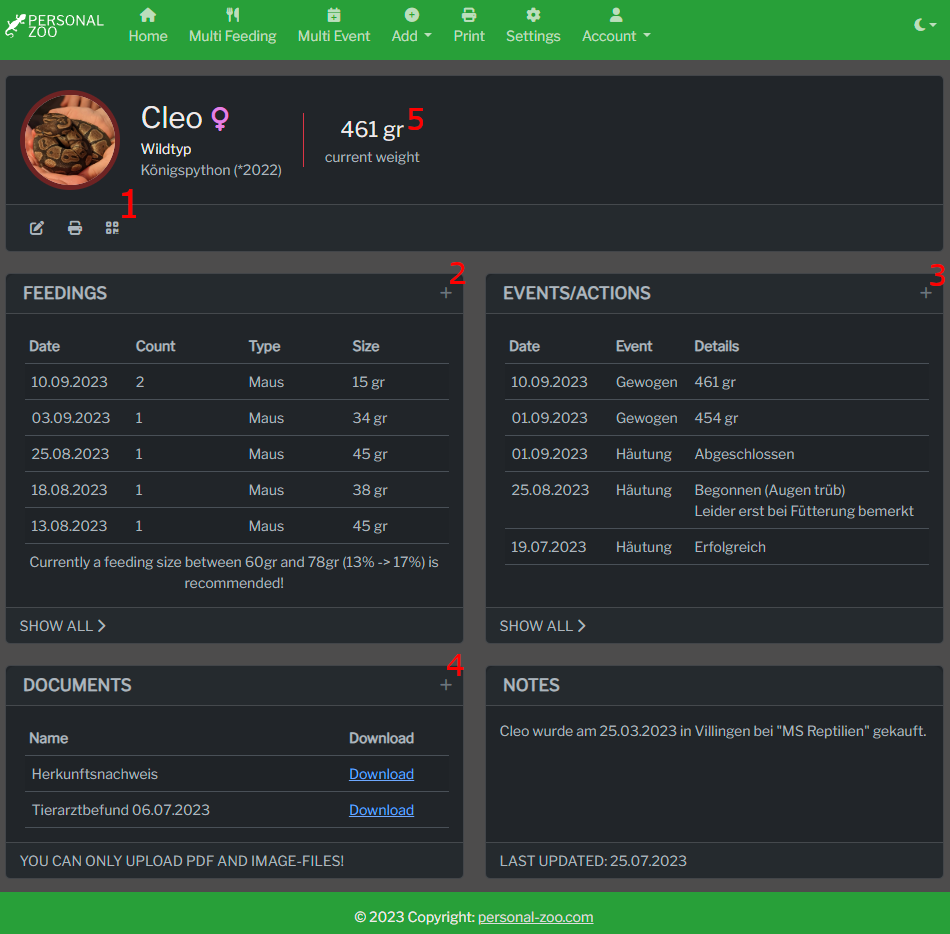 PERSONAL
ZOO
Home
Multi Feeding
Multi Event
Add
Print
Settings
Account
Cleo ♀
Wildtyp
Königspython (*2022)
461 gr
current weight
5
1
FEEDINGS
2
Date Count Type Size
10.09.2023 2 Maus 15 gr
03.09.2023 1 Maus 34 gr
25.08.2023 1 Maus 45 gr
18.08.2023 1 Maus 38 gr
13.08.2023 1 Maus 45 gr
Currently a feeding size between 60gr and 78gr (13% -> 17%) is
recommended!
SHOW ALL
EVENTS/ACTIONS
3
Date Event Details
10.09.2023 Gewogen 461 gr
01.09.2023 Gewogen 454 gr
01.09.2023 Häutung Abgeschlossen
25.08.2023 Häutung Begonnen (Augen trüb)
Leider erst bei Fütterung bemerkt
19.07.2023 Häutung Erfolgreich
SHOW ALL
DOCUMENTS
4
Name Download
Herkunftsnachweis Download
Tierarztbefund 06.07.2023 Download
YOU CAN ONLY UPLOAD PDF AND IMAGE-FILES!
NOTES
Cleo wurde am 25.03.2023 in Villingen bei "MS Reptilien" gekauft.
LAST UPDATED: 25.07.2023
© 2023 Copyright: personal-zoo.com